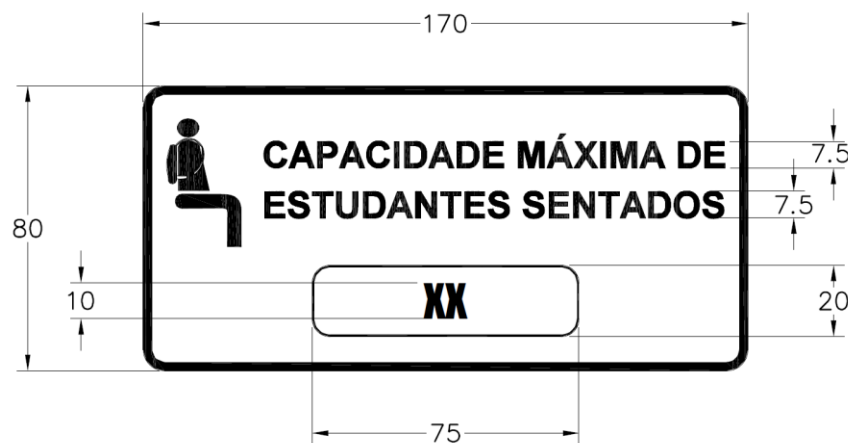 170
CAPACIDADE MÁXIMA DE
7.5
ESTUDANTES SENTADOS
7.5
80
10
XX
20
75